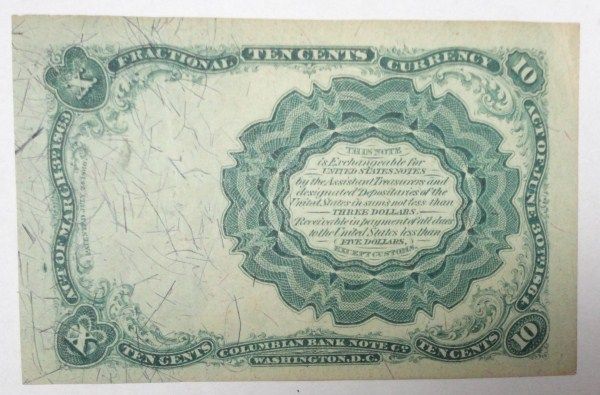 X
FRACTIONAL TEN CENTS CURRENCY
10
ACT OF MARCH 3RD 1863
ACT OF JUNE 30TH 1864
THIS NOTE
is Exchangeable for
UNITED STATES NOTES
by the Assistant Treasurers and
designated Depositaries of the
United States in sums not less than
THREE DOLLARS.
Receivable in payment of all dues
to the United States less than
FIVE DOLLARS,
EXCEPT CUSTOMS.
X
TEN CENTS
COLUMBIAN BANK NOTE CO.
WASHINGTON, D.C.
TEN CENTS
10